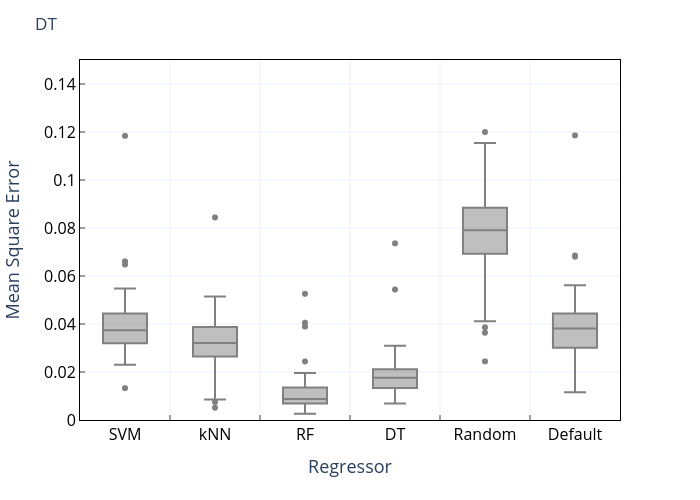 DT
0.14
0.12
0.1
0.08
0.06
0.04
0.02
0
Mean Square Error
SVM kNN RF DT Random Default
Regressor